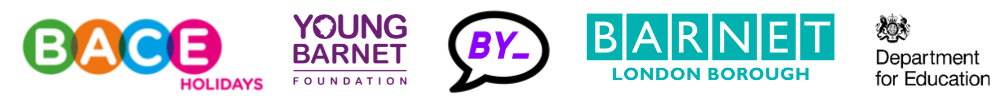 BACE
HOLIDAYS
YOUNG
BARNET
FOUNDATION
BY_
BARNET
LONDON BOROUGH
Department
for Education